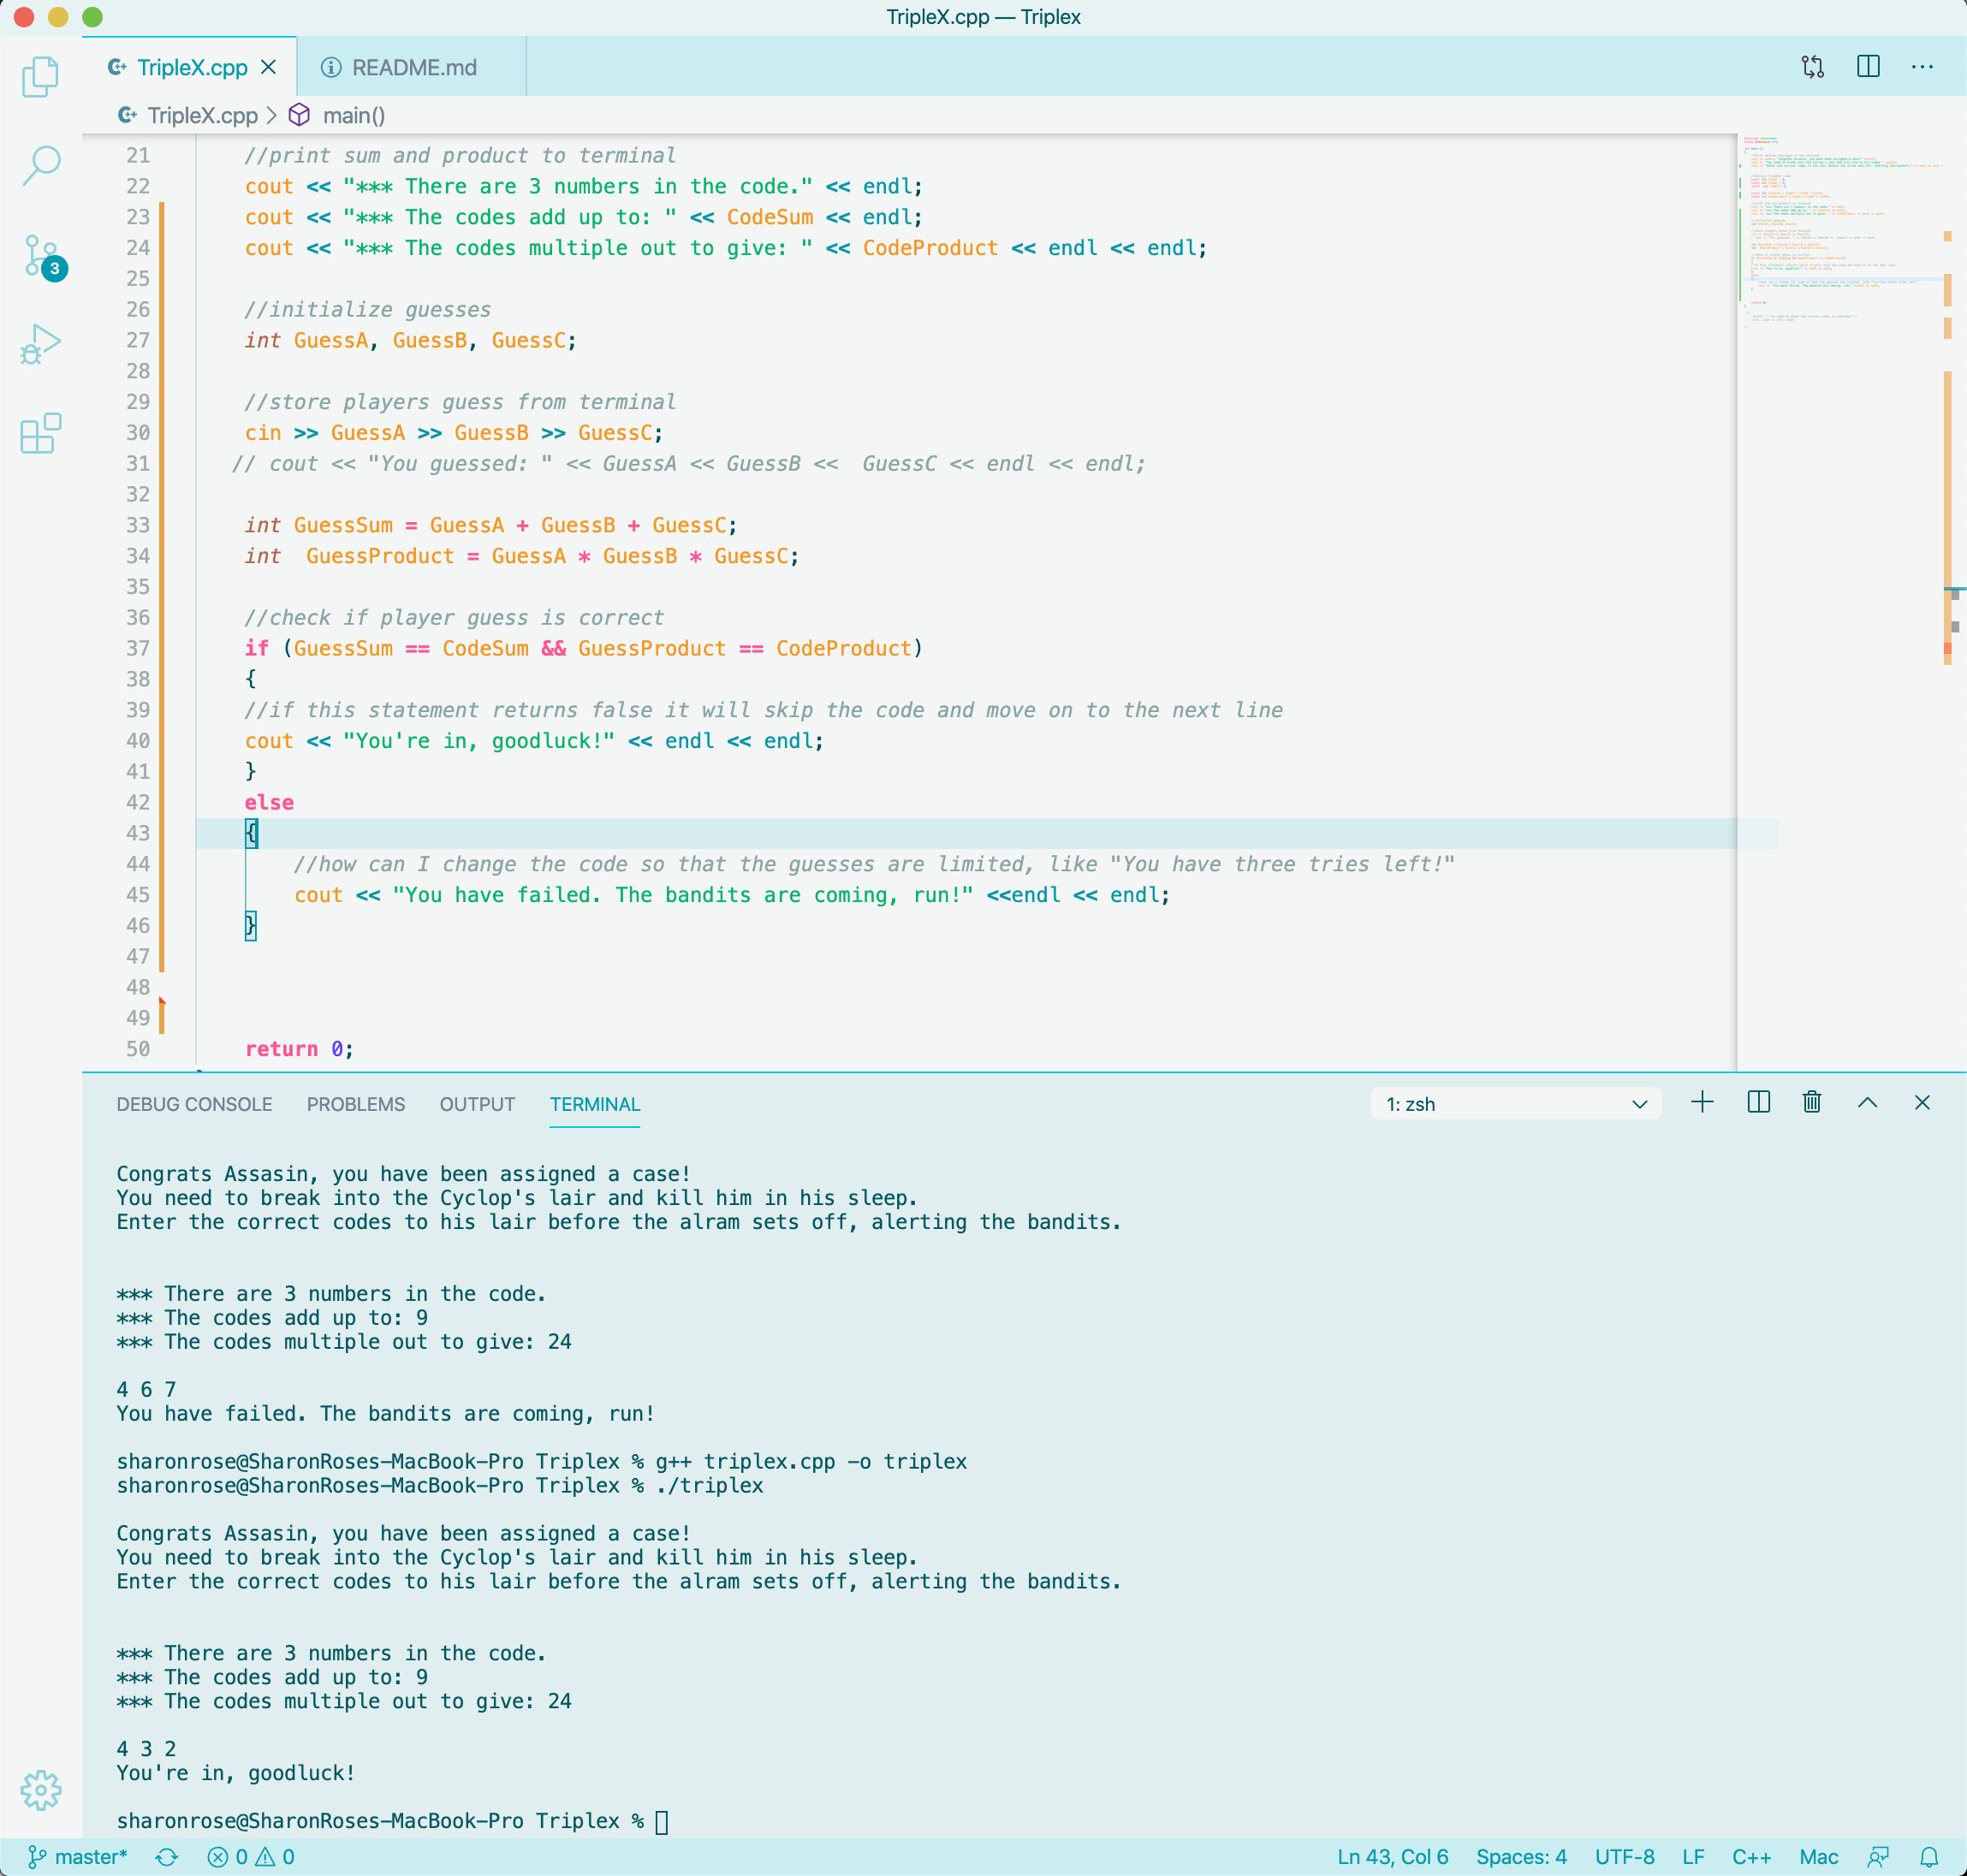 TripleX.cpp — Triplex
TripleX.cpp
README.md
TripleX.cpp > main()
21 //print sum and product to terminal
22 cout << "*** There are 3 numbers in the code." << endl;
23 cout << "*** The codes add up to: " << CodeSum << endl;
24 cout << "*** The codes multiple out to give: " << CodeProduct << endl << endl;
25
26 //initialize guesses
27 int GuessA, GuessB, GuessC;
28
29 //store players guess from terminal
30 cin >> GuessA >> GuessB >> GuessC;
31 // cout << "You guessed: " << GuessA << GuessB <<  GuessC << endl << endl;
32
33 int GuessSum = GuessA + GuessB + GuessC;
34 int  GuessProduct = GuessA * GuessB * GuessC;
35
36 //check if player guess is correct
37 if (GuessSum == CodeSum && GuessProduct == CodeProduct)
38 {
39 //if this statement returns false it will skip the code and move on to the next line
40 cout << "You're in, goodluck!" << endl << endl;
41 }
42 else
43 {
44 //how can I change the code so that the guesses are limited, like "You have three tries left!"
45 cout << "You have failed. The bandits are coming, run!" <<endl << endl;
46 }
47
48
49
50 return 0;
3
DEBUG CONSOLE PROBLEMS OUTPUT TERMINAL
1: zsh
Congrats Assasin, you have been assigned a case!
You need to break into the Cyclop's lair and kill him in his sleep.
Enter the correct codes to his lair before the alram sets off, alerting the bandits.
*** There are 3 numbers in the code.
*** The codes add up to: 9
*** The codes multiple out to give: 24
4 6 7
You have failed. The bandits are coming, run!
sharonrose@SharonRoses-MacBook-Pro Triplex % g++ triplex.cpp -o triplex
sharonrose@SharonRoses-MacBook-Pro Triplex % ./triplex
Congrats Assasin, you have been assigned a case!
You need to break into the Cyclop's lair and kill him in his sleep.
Enter the correct codes to his lair before the alram sets off, alerting the bandits.
*** There are 3 numbers in the code.
*** The codes add up to: 9
*** The codes multiple out to give: 24
4 3 2
You're in, goodluck!
sharonrose@SharonRoses-MacBook-Pro Triplex %
master* 0 0 Ln 43, Col 6 Spaces: 4 UTF-8 LF C++ Mac